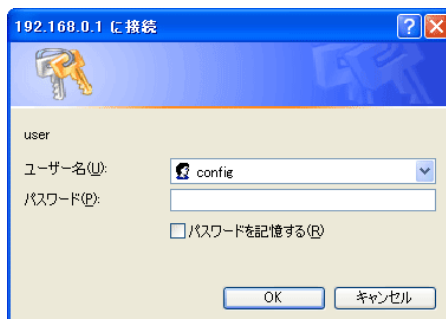 192.168.0.1 に接続
user
ユーザー名(U):
config
パスワード(P):
パスワードを記憶する(R)
OK
キャンセル